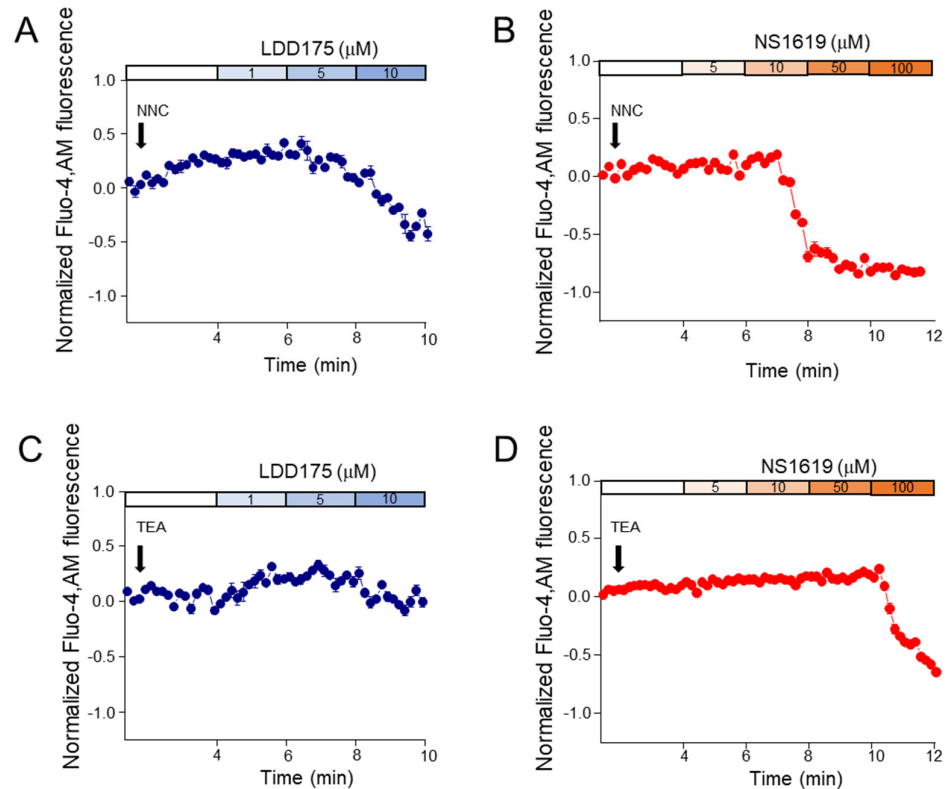 A
LDD175 (μM)
1 5 10
Normalized Fluo-4,AM fluorescence
1.0
0.5
0.0
-0.5
-1.0
NNC
4 6 8 10
Time (min)
B
NS1619 (μM)
5 10 50 100
Normalized Fluo-4,AM fluorescence
1.0
0.5
0.0
-0.5
-1.0
NNC
4 6 8 10 12
Time (min)
C
LDD175 (μM)
1 5 10
Normalized Fluo-4,AM fluorescence
1.0
0.5
0.0
-0.5
-1.0
TEA
4 6 8 10
Time (min)
D
NS1619 (μM)
5 10 50 100
Normalized Fluo-4,AM fluorescence
1.0
0.5
0.0
-0.5
-1.0
TEA
4 6 8 10 12
Time (min)